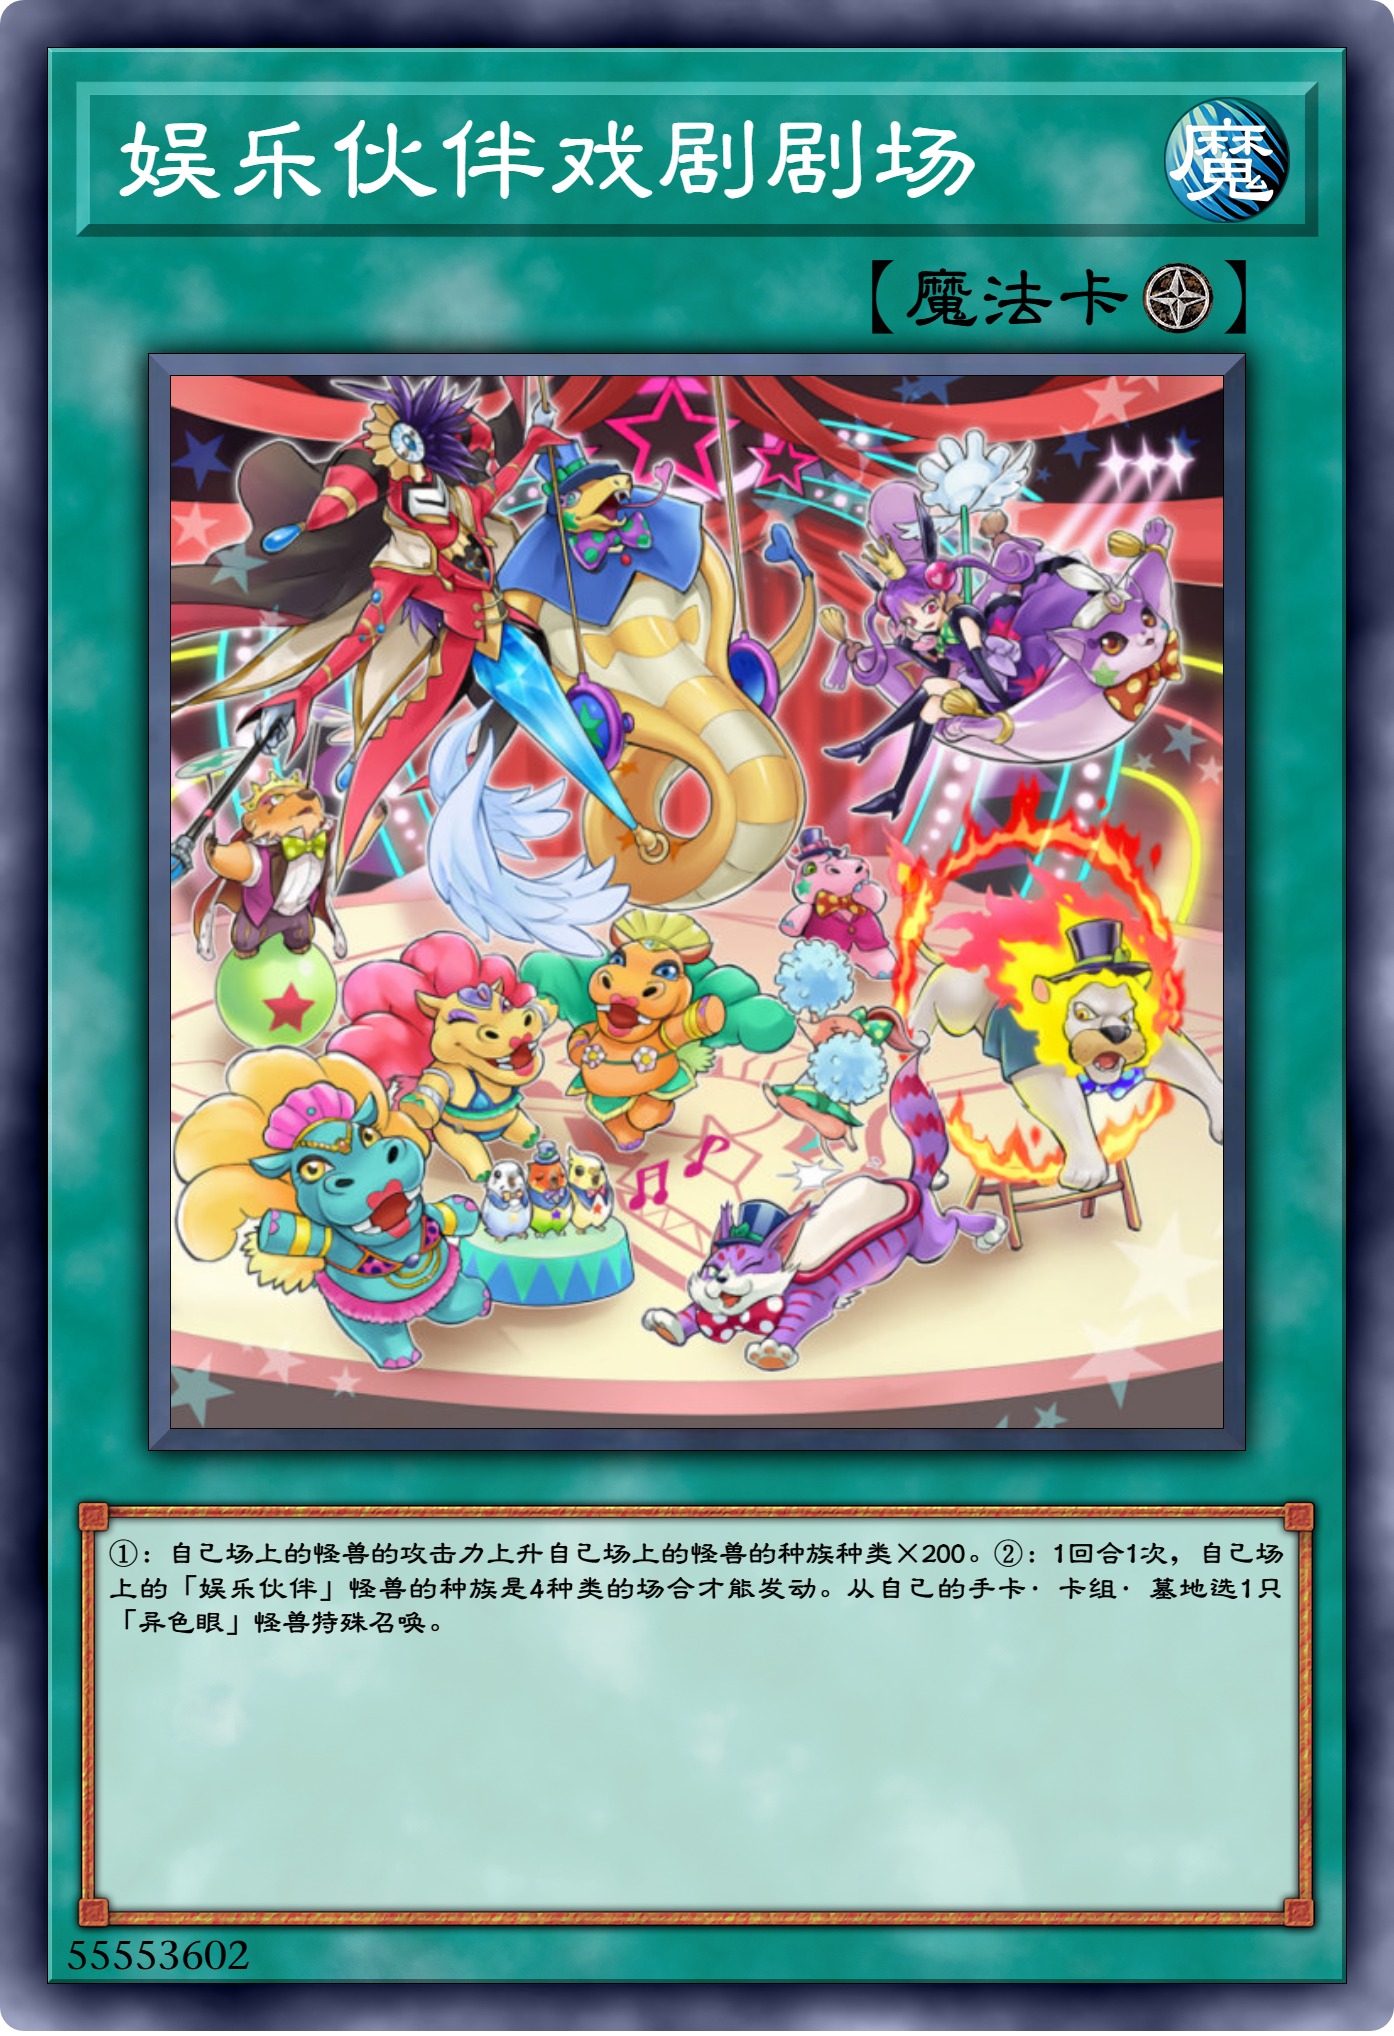 娱乐伙伴戏剧剧场
魔
【魔法卡】
①：自己场上的怪兽的攻击力上升自己场上的怪兽的种族种类×200。②：1回合1次，自己场
上的「娱乐伙伴」怪兽的种族是4种类的场合才能发动。从自己的手卡·卡组·墓地选1只
「异色眼」怪兽特殊召唤。
55553602